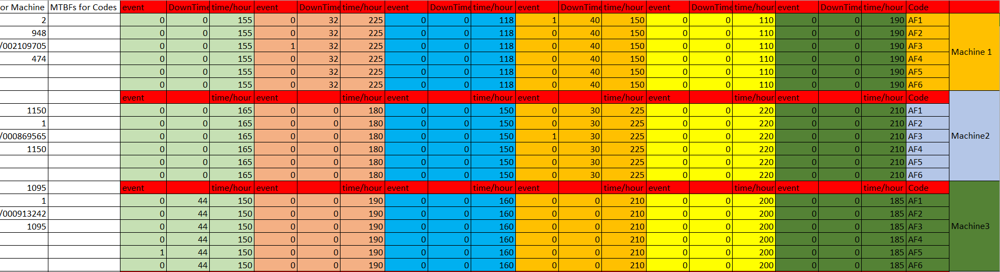 or Machine MTBFs for Codes event DownTime time/hour event DownTime time/hour event DownTime time/hour event DownTime time/hour event DownTime time/hour event DownTime time/hour Code
2 0 0 155 0 32 225 0 0 118 1 40 150 0 0 110 0 0 190 AF1
948 0 0 155 0 32 225 0 0 118 0 40 150 0 0 110 0 0 190 AF2
/002109705 0 0 155 1 32 225 0 0 118 0 40 150 0 0 110 0 0 190 AF3 Machine 1
474 0 0 155 0 32 225 0 0 118 0 40 150 0 0 110 0 0 190 AF4
0 0 155 0 32 225 0 0 118 0 40 150 0 0 110 0 0 190 AF5
0 0 155 0 32 225 0 0 118 0 40 150 0 0 110 0 0 190 AF6
event time/hour event time/hour event time/hour event time/hour event time/hour event time/hour Code
1150 0 0 165 0 0 180 0 0 150 0 30 225 0 0 220 0 0 210 AF1
1 0 0 165 0 0 180 0 0 150 0 30 225 0 0 220 0 0 210 AF2
/000869565 0 0 165 0 0 180 0 0 150 1 30 225 0 0 220 0 0 210 AF3 Machine2
1150 0 0 165 0 0 180 0 0 150 0 30 225 0 0 220 0 0 210 AF4
0 0 165 0 0 180 0 0 150 0 30 225 0 0 220 0 0 210 AF5
0 0 165 0 0 180 0 0 150 0 30 225 0 0 220 0 0 210 AF6
1095 event time/hour event time/hour event time/hour event time/hour event time/hour event time/hour Code
1 0 44 150 0 0 190 0 0 160 0 0 210 0 0 200 0 0 185 AF1
/000913242 0 44 150 0 0 190 0 0 160 0 0 210 0 0 200 0 0 185 AF2
1095 0 44 150 0 0 190 0 0 160 0 0 210 0 0 200 0 0 185 AF3 Machine3
0 44 150 0 0 190 0 0 160 0 0 210 0 0 200 0 0 185 AF4
1 44 150 0 0 190 0 0 160 0 0 210 0 0 200 0 0 185 AF5
0 44 150 0 0 190 0 0 160 0 0 210 0 0 200 0 0 185 AF6